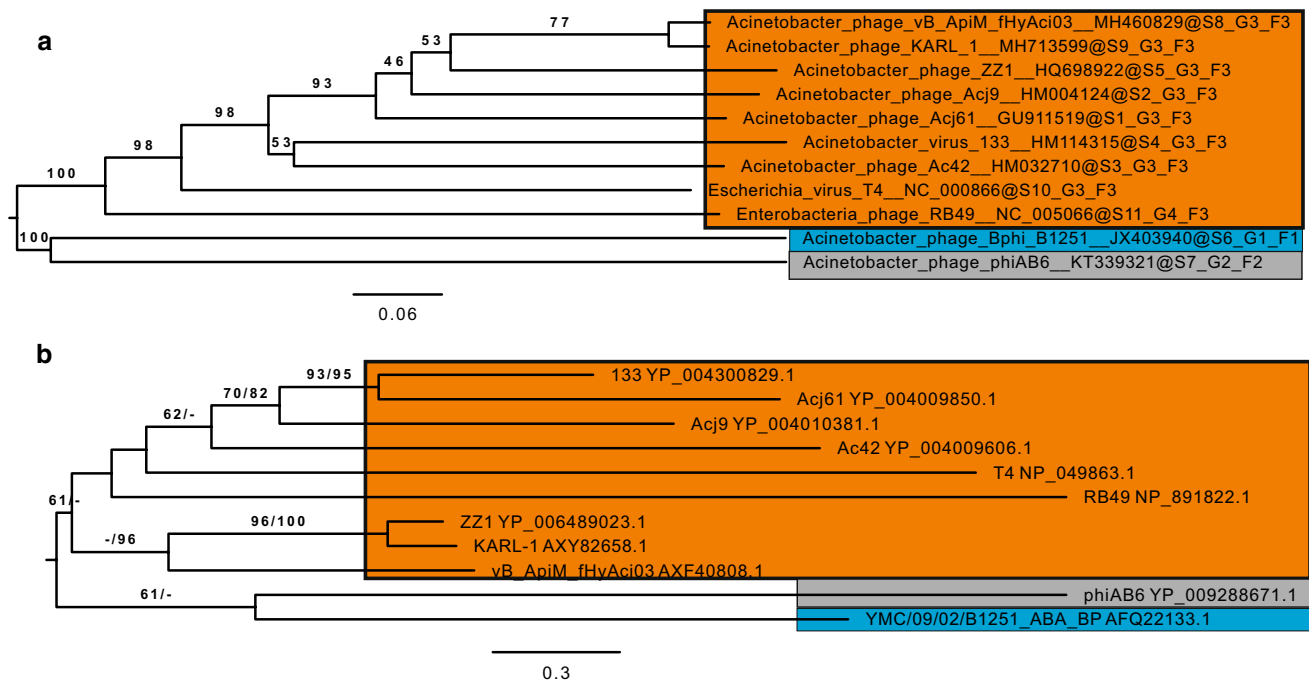 a
77
Acinetobacter_phage_vB_ApiM_fHyAci03__MH460829@S8_G3_F3
53
Acinetobacter_phage_KARL_1__MH713599@S9_G3_F3
46
Acinetobacter_phage_ZZ1__HQ698922@S5_G3_F3
93
Acinetobacter_phage_Acj9__HM004124@S2_G3_F3
98
Acinetobacter_phage_Acj61__GU911519@S1_G3_F3
98
53
Acinetobacter_virus_133__HM114315@S4_G3_F3
100
Acinetobacter_phage_Ac42__HM032710@S3_G3_F3
Escherichia_virus_T4__NC_000866@S10_G3_F3
Enterobacteria_phage_RB49__NC_005066@S11_G4_F3
100
Acinetobacter_phage_Bphi_B1251__JX403940@S6_G1_F1
Acinetobacter_phage_phiAB6__KT339321@S7_G2_F2
0.06
b
93/95
133 YP_004300829.1
70/82
Acj61 YP_004009850.1
62/-
Acj9 YP_004010381.1
Ac42 YP_004009606.1
T4 NP_049863.1
61/-
RB49 NP_891822.1
96/100
ZZ1 YP_006489023.1
-/96
KARL-1 AXY82658.1
vB_ApiM_fHyAci03 AXF40808.1
61/-
phiAB6 YP_009288671.1
YMC/09/02/B1251_ABA_BP AFQ22133.1
0.3